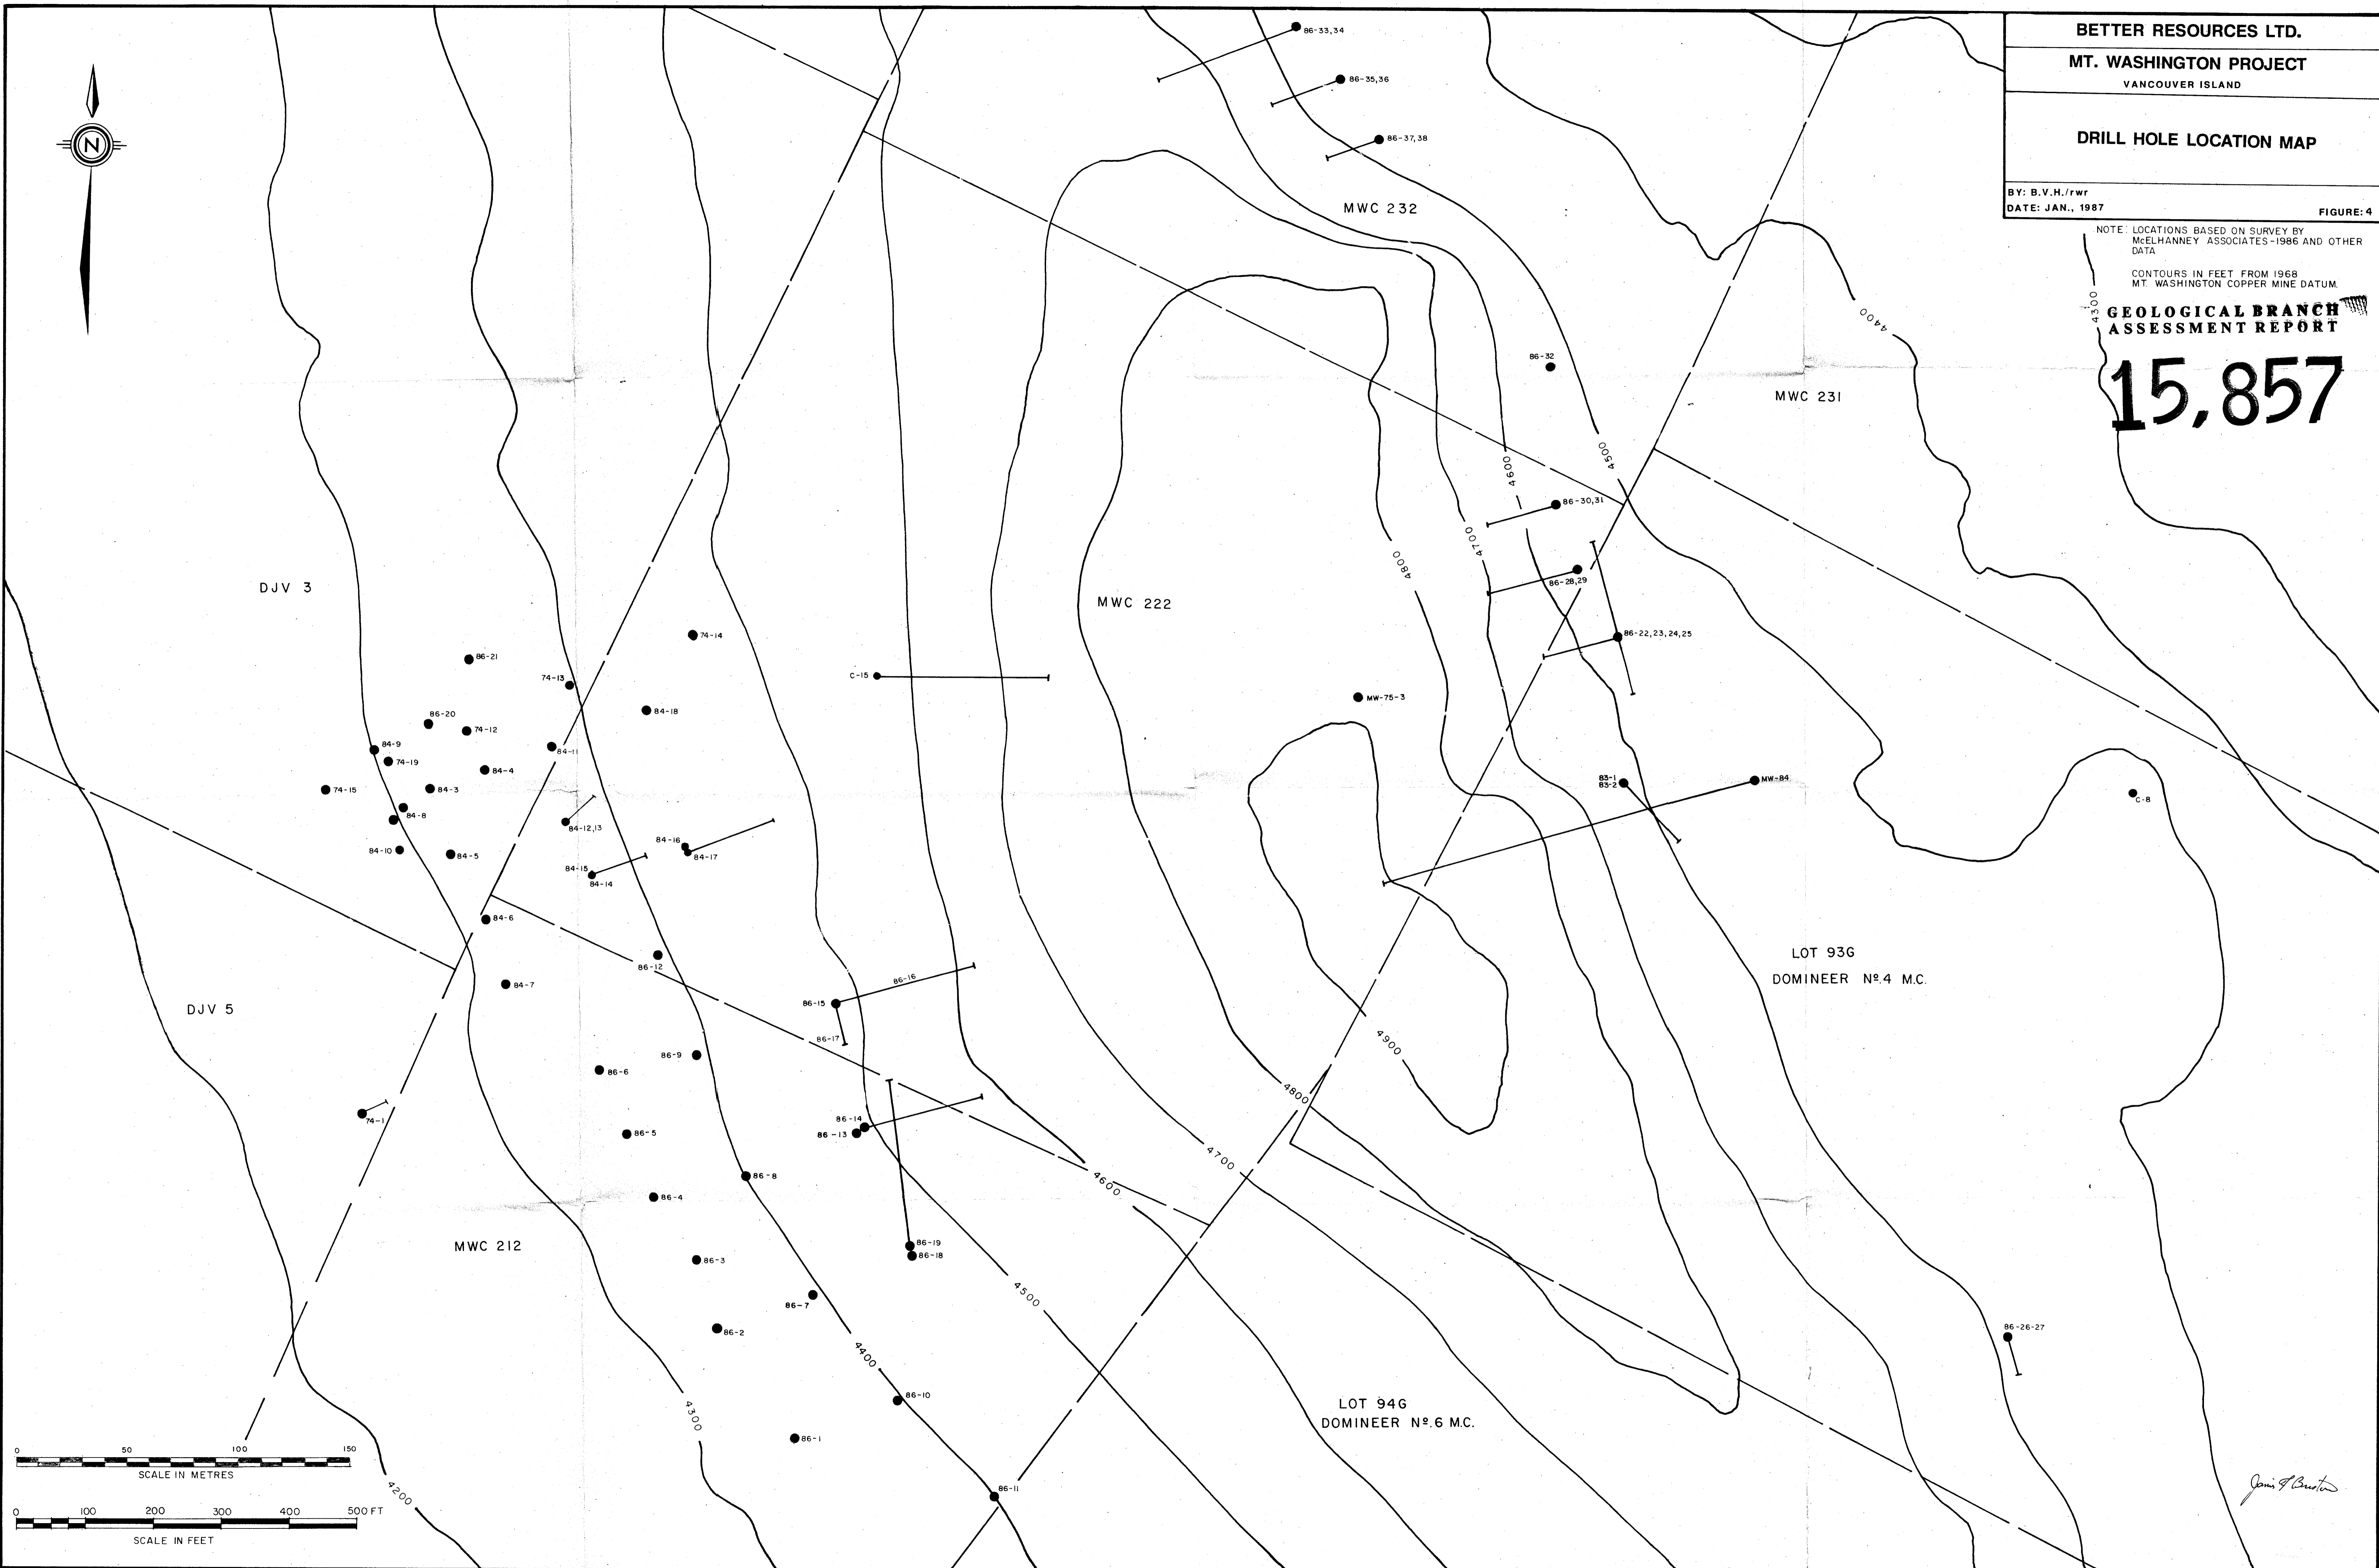 BETTER RESOURCES LTD.
MT. WASHINGTON PROJECT
VANCOUVER ISLAND
DRILL HOLE LOCATION MAP
BY: B.V.H./rwr
DATE: JAN., 1987
FIGURE: 4
NOTE: LOCATIONS BASED ON SURVEY BY
McELHANNEY ASSOCIATES-1986 AND OTHER
DATA
CONTOURS IN FEET FROM 1968
MT. WASHINGTON COPPER MINE DATUM.
GEOLOGICAL BRANCH
ASSESSMENT REPORT
15,857
N
86-33,34
86-35,36
86-37,38
MWC 232
4300
4400
86-32
MWC 231
4500
4600
86-30,31
4700
4800
86-28,29
DJV 3
MWC 222
74-14
86-22,23,24,25
86-21
C-15
74-13
MW-75-3
84-18
86-20
74-12
84-9
84-11
74-19
84-4
83-1
83-2
MW-84
74-15
84-3
C-8
84-8
84-12,13
84-16
84-17
84-10
84-5
84-15
84-14
84-6
86-12
LOT 93G
DOMINEER Nº.4 M.C.
84-7
86-16
86-15
DJV 5
86-17
4900
86-9
86-6
4800
74-1
86-14
86-13
86-5
4700
86-8
4600
86-4
MWC 212
86-19
86-18
86-3
4500
86-7
86-2
86-26-27
4400
86-10
LOT 94G
DOMINEER Nº.6 M.C.
4300
86-1
0 50 100 150
SCALE IN METRES
4200
86-11
0 100 200 300 400 500 FT
SCALE IN FEET